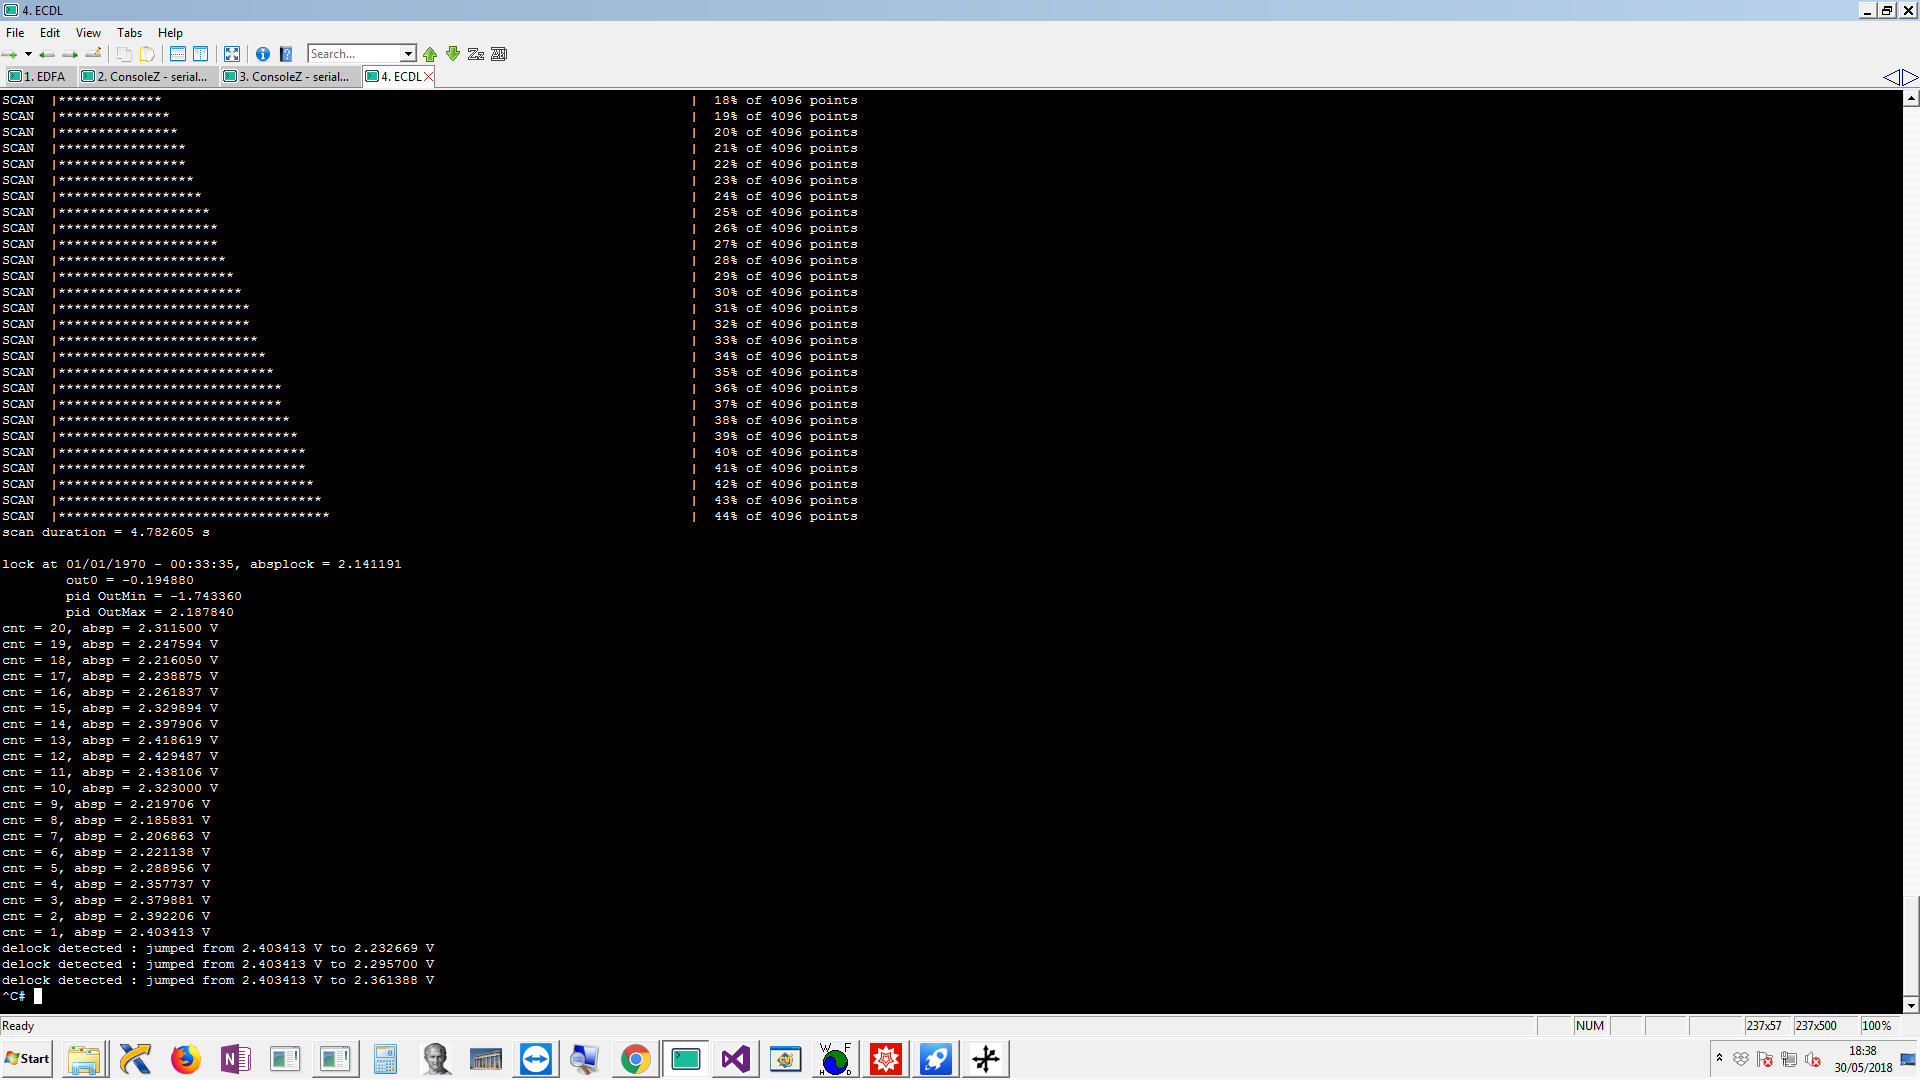 4. ECDL
File Edit View Tabs Help
Search...
1. EDFA 2. ConsoleZ - serial... 3. ConsoleZ - serial... 4. ECDL
SCAN |************* | 18% of 4096 points
SCAN |************** | 19% of 4096 points
SCAN |*************** | 20% of 4096 points
SCAN |**************** | 21% of 4096 points
SCAN |**************** | 22% of 4096 points
SCAN |***************** | 23% of 4096 points
SCAN |****************** | 24% of 4096 points
SCAN |******************* | 25% of 4096 points
SCAN |******************** | 26% of 4096 points
SCAN |******************** | 27% of 4096 points
SCAN |********************* | 28% of 4096 points
SCAN |********************** | 29% of 4096 points
SCAN |*********************** | 30% of 4096 points
SCAN |************************ | 31% of 4096 points
SCAN |************************ | 32% of 4096 points
SCAN |************************* | 33% of 4096 points
SCAN |************************** | 34% of 4096 points
SCAN |*************************** | 35% of 4096 points
SCAN |**************************** | 36% of 4096 points
SCAN |**************************** | 37% of 4096 points
SCAN |***************************** | 38% of 4096 points
SCAN |****************************** | 39% of 4096 points
SCAN |******************************* | 40% of 4096 points
SCAN |******************************* | 41% of 4096 points
SCAN |******************************** | 42% of 4096 points
SCAN |********************************* | 43% of 4096 points
SCAN |********************************** | 44% of 4096 points
scan duration = 4.782605 s
lock at 01/01/1970 - 00:33:35, absplock = 2.141191
out0 = -0.194880
pid OutMin = -1.743360
pid OutMax = 2.187840
cnt = 20, absp = 2.311500 V
cnt = 19, absp = 2.247594 V
cnt = 18, absp = 2.216050 V
cnt = 17, absp = 2.238875 V
cnt = 16, absp = 2.261837 V
cnt = 15, absp = 2.329894 V
cnt = 14, absp = 2.397906 V
cnt = 13, absp = 2.418619 V
cnt = 12, absp = 2.429487 V
cnt = 11, absp = 2.438106 V
cnt = 10, absp = 2.323000 V
cnt = 9, absp = 2.219706 V
cnt = 8, absp = 2.185831 V
cnt = 7, absp = 2.206863 V
cnt = 6, absp = 2.221138 V
cnt = 5, absp = 2.288956 V
cnt = 4, absp = 2.357737 V
cnt = 3, absp = 2.379881 V
cnt = 2, absp = 2.392206 V
cnt = 1, absp = 2.403413 V
delock detected : jumped from 2.403413 V to 2.232669 V
delock detected : jumped from 2.403413 V to 2.295700 V
delock detected : jumped from 2.403413 V to 2.361388 V
^C#
Ready NUM 237x57 237x500 100%
Start W F H D 18:38
30/05/2018